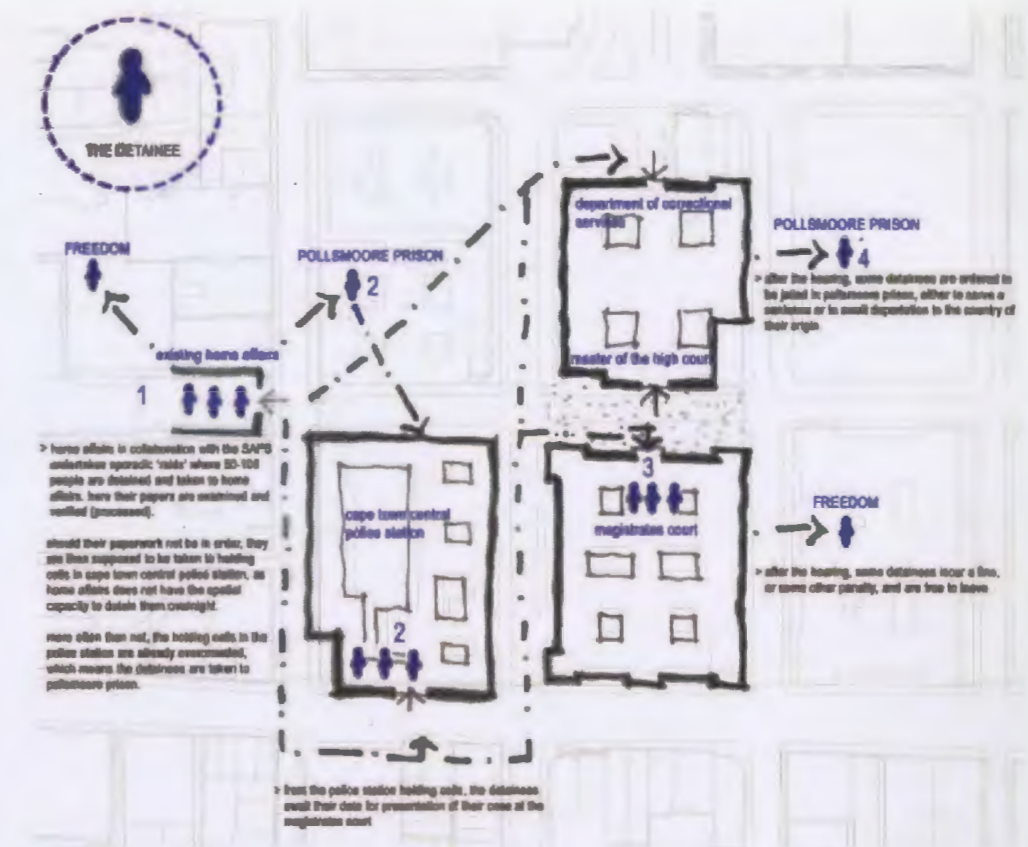 THE DETAINEE
FREEDOM
POLLSMOORE PRISON
2
existing home affairs
1
> home affairs in collaboration with the SAPS
undertakes sporadic 'raids' where 50-100
people are detained and taken to home
affairs. here their papers are examined and
verified (processed).
should their paperwork not be in order, they
are then supposed to be taken to holding
cells in cape town central police station, as
home affairs does not have the spatial
capacity to detain them overnight.
more often than not, the holding cells in the
police station are already overcrowded,
which means the detainees are taken to
pollsmoore prison.
cape town central
police station
2
> from the police station holding cells, the detainees
await their date for presentation of their case at the
magistrates court
department of correctional
services
master of the high court
3
magistrates court
POLLSMOORE PRISON
4
> after the hearing, some detainees are ordered to
be jailed in pollsmoore prison, either to serve a
sentence or to await deportation to the country of
their origin
FREEDOM
> after the hearing, some detainees incur a fine,
or some other penalty, and are free to leave